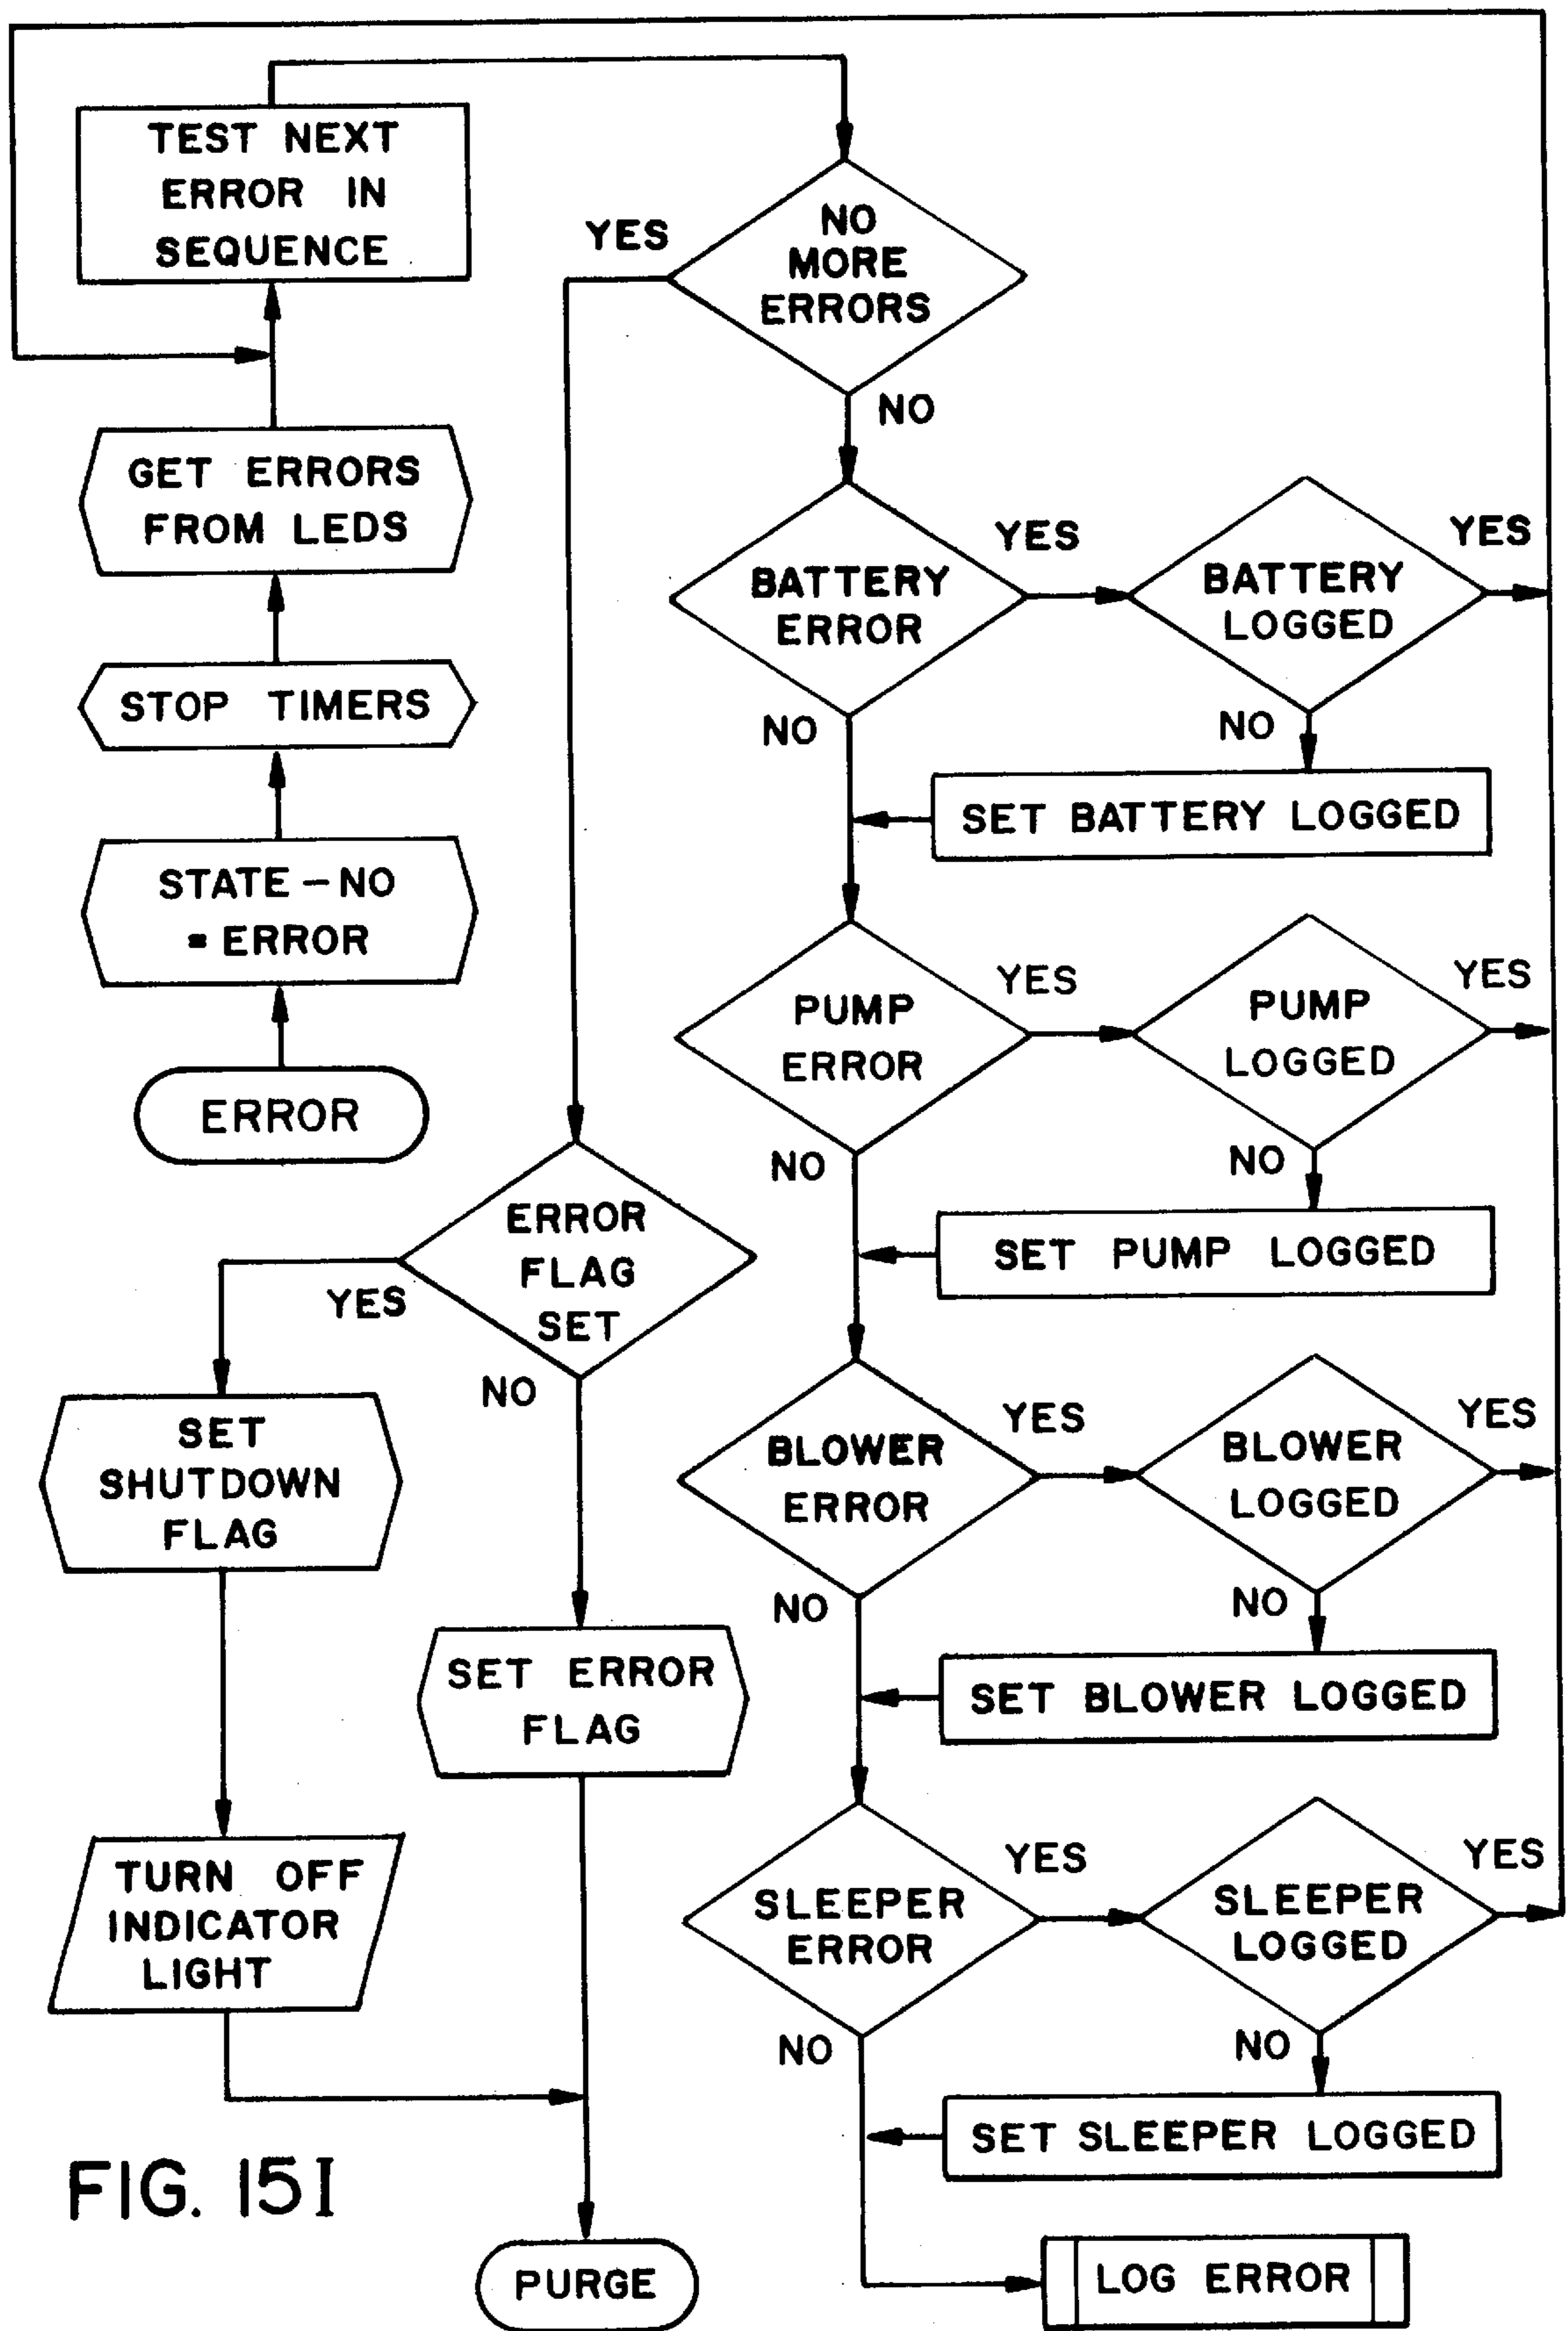 TEST NEXT
ERROR IN
SEQUENCE
YES
NO
MORE
ERRORS
NO
GET ERRORS
FROM LEDS
BATTERY
ERROR
YES
BATTERY
LOGGED
YES
NO
NO
SET BATTERY LOGGED
STOP TIMERS
STATE-NO
= ERROR
ERROR
PUMP
ERROR
YES
PUMP
LOGGED
YES
NO
NO
SET PUMP LOGGED
ERROR
FLAG
SET
YES
NO
SET
SHUTDOWN
FLAG
BLOWER
ERROR
YES
BLOWER
LOGGED
YES
NO
NO
SET BLOWER LOGGED
SET ERROR
FLAG
TURN OFF
INDICATOR
LIGHT
SLEEPER
ERROR
YES
SLEEPER
LOGGED
YES
NO
NO
SET SLEEPER LOGGED
FIG. 15I
PURGE
LOG ERROR